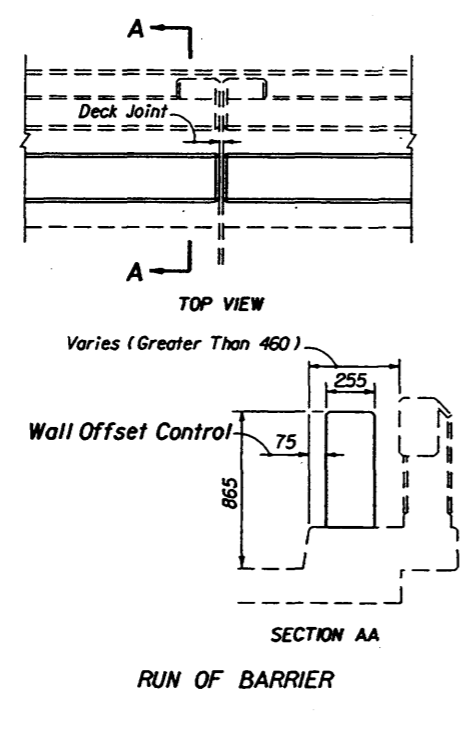 A
Deck Joint
A
TOP VIEW
Varies (Greater Than 460)
255
Wall Offset Control
75
865
SECTION AA
RUN OF BARRIER